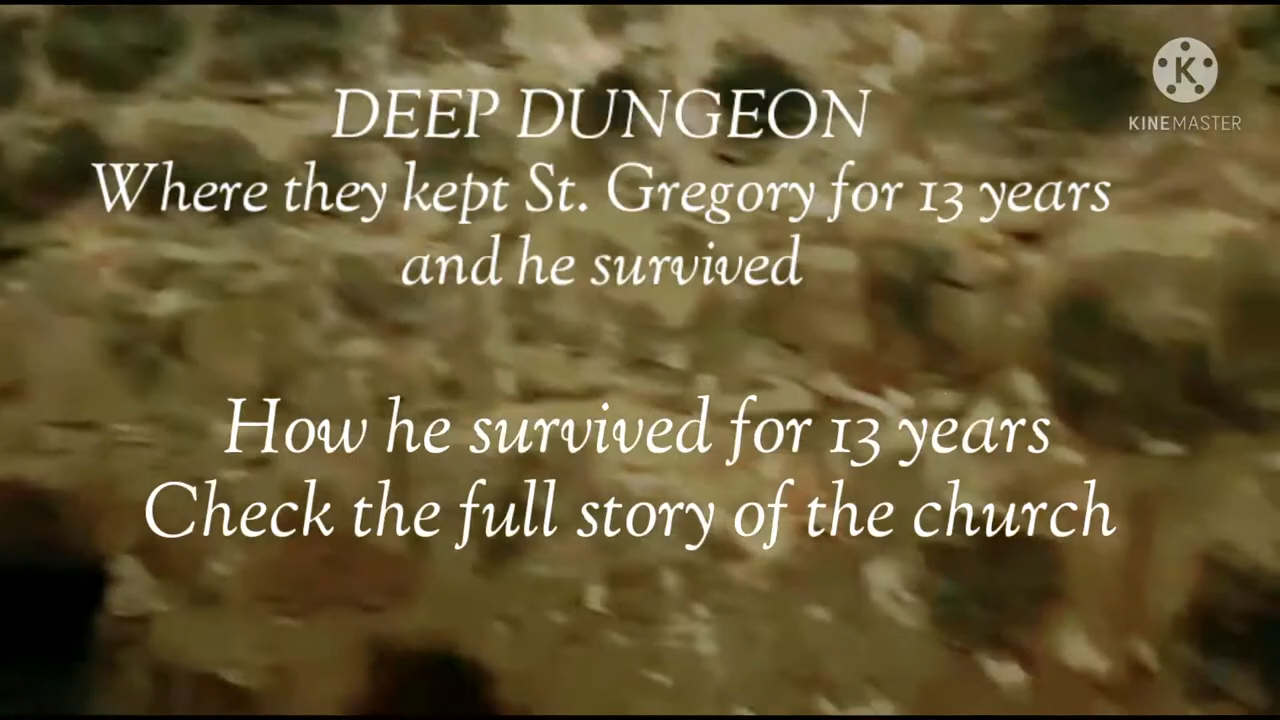 DEEP DUNGEON
Where they kept St. Gregory for 13 years
and he survived
How he survived for 13 years
Check the full story of the church
K
KINEMASTER